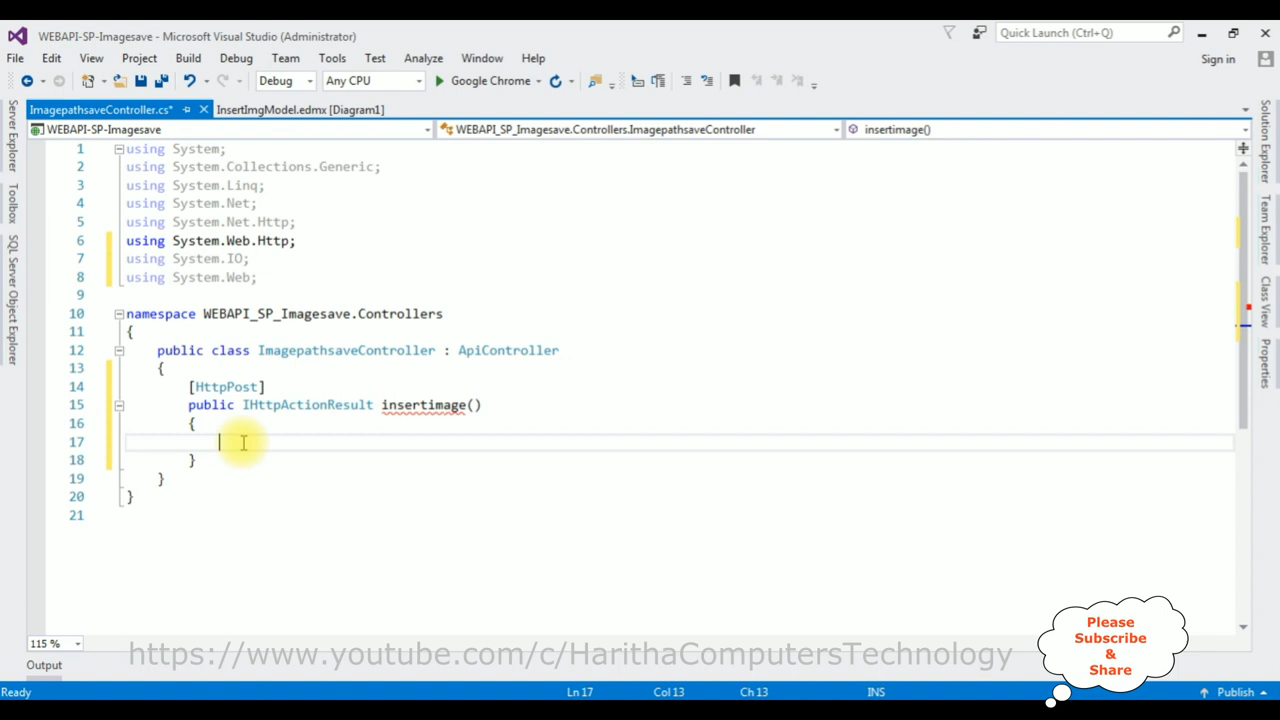 WEBAPI-SP-Imagesave - Microsoft Visual Studio (Administrator)
Quick Launch (Ctrl+Q)
File Edit View Project Build Debug Team Tools Test Analyze Window Help
Sign in
Debug Any CPU Google Chrome
ImagepathsaveController.cs* InsertImgModel.edmx [Diagram1]
WEBAPI-SP-Imagesave WEBAPI_SP_Imagesave.Controllers.ImagepathsaveController insertimage()
Server Explorer
Toolbox
SQL Server Object Explorer
1 using System;
2 using System.Collections.Generic;
3 using System.Linq;
4 using System.Net;
5 using System.Net.Http;
6 using System.Web.Http;
7 using System.IO;
8 using System.Web;
9
10 namespace WEBAPI_SP_Imagesave.Controllers
11 {
12 public class ImagepathsaveController : ApiController
13 {
14 [HttpPost]
15 public IHttpActionResult insertimage()
16 {
17
18 }
19 }
20 }
21
Solution Explorer
Team Explorer
Class View
Properties
Please
Subscribe
&
Share
115 %
https://www.youtube.com/c/HarithaComputersTechnology
Output
Ready Ln 17 Col 13 Ch 13 INS Publish